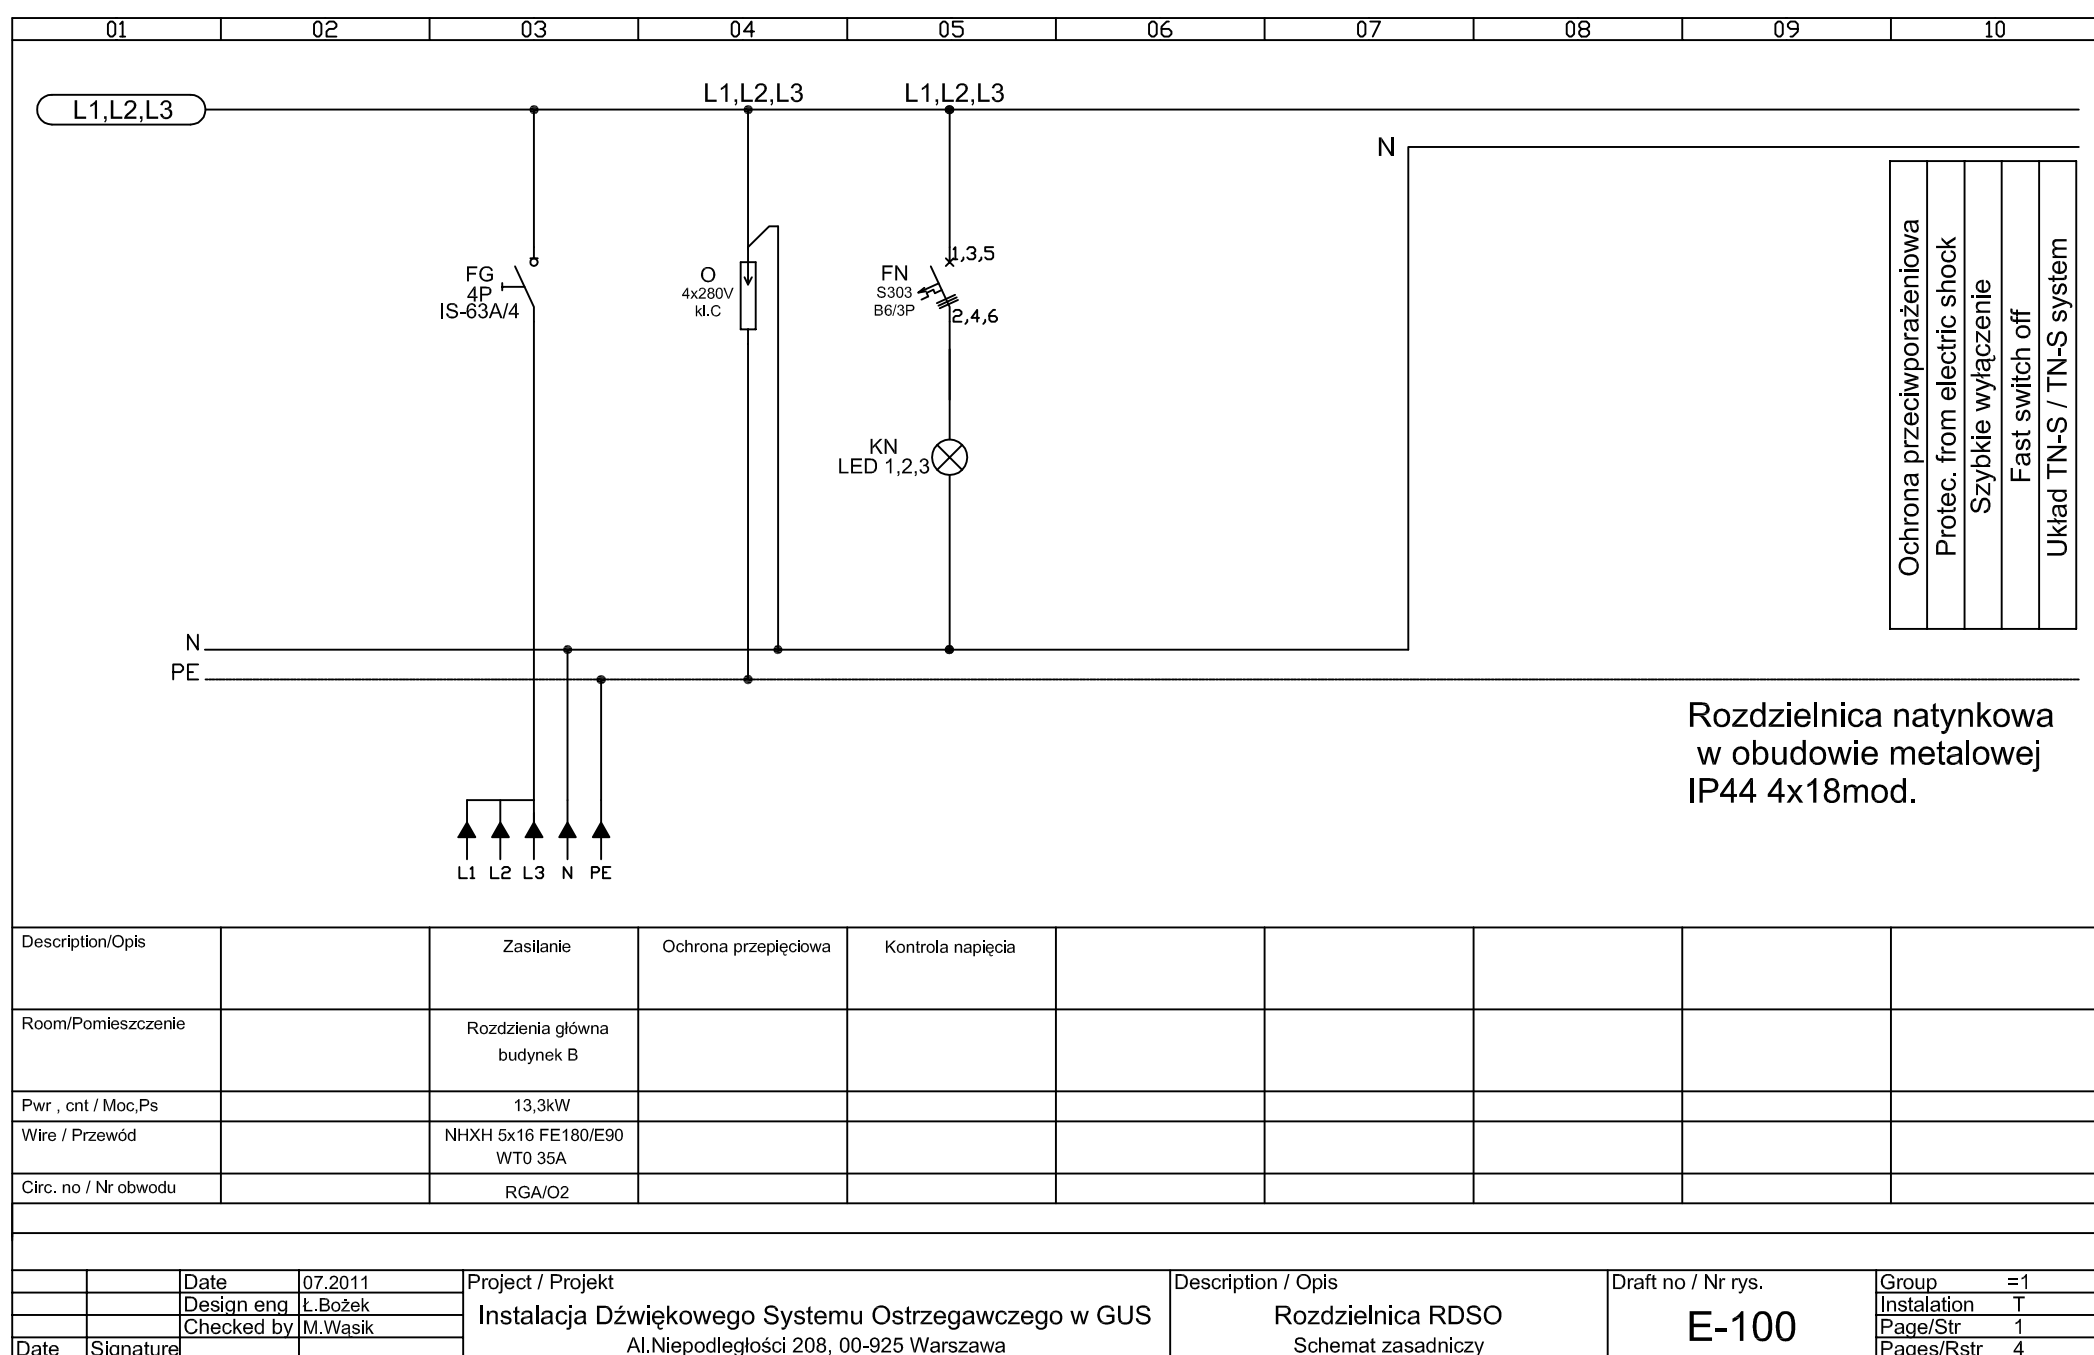 01 02 03 04 05 06 07 08 09 10
L1,L2,L3
L1,L2,L3
L1,L2,L3
N
FG
4P
IS-63A/4
O
4x280V
kl.C
FN
S303
B6/3P
1,3,5
2,4,6
KN
LED 1,2,3
Ochrona przeciwporażeniowa
Protec. from electric shock
Szybkie wyłączenie
Fast switch off
Układ TN-S / TN-S system
N
PE
Rozdzielnica natynkowa
w obudowie metalowej
IP44 4x18mod.
L1 L2 L3 N PE
Description/Opis Zasilanie Ochrona przepięciowa Kontrola napięcia
Room/Pomieszczenie Rozdzienia główna
budynek B
Pwr , cnt / Moc,Ps 13,3kW
Wire / Przewód NHXH 5x16 FE180/E90
WT0 35A
Circ. no / Nr obwodu RGA/O2
Date 07.2011
Design eng Ł.Bożek
Checked by M.Wąsik
Date Signature
Project / Projekt
Instalacja Dźwiękowego Systemu Ostrzegawczego w GUS
Al.Niepodległości 208, 00-925 Warszawa
Description / Opis
Rozdzielnica RDSO
Schemat zasadniczy
Draft no / Nr rys.
E-100
Group =1
Instalation T
Page/Str 1
Pages/Rstr 4